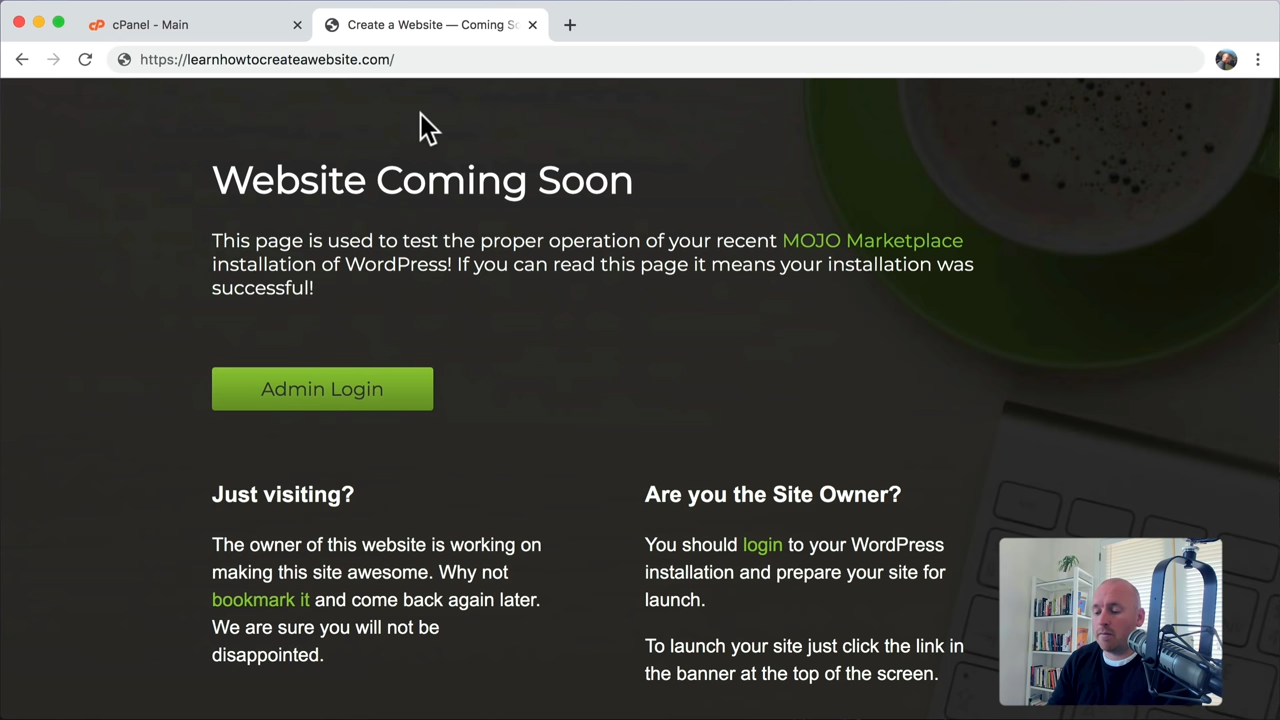 cPanel - Main
Create a Website — Coming So
https://learnhowtocreateawebsite.com/
Website Coming Soon
This page is used to test the proper operation of your recent MOJO Marketplace
installation of WordPress! If you can read this page it means your installation was
successful!
Admin Login
Just visiting?
The owner of this website is working on
making this site awesome. Why not
bookmark it and come back again later.
We are sure you will not be
disappointed.
Are you the Site Owner?
You should login to your WordPress
installation and prepare your site for
launch.
To launch your site just click the link in
the banner at the top of the screen.